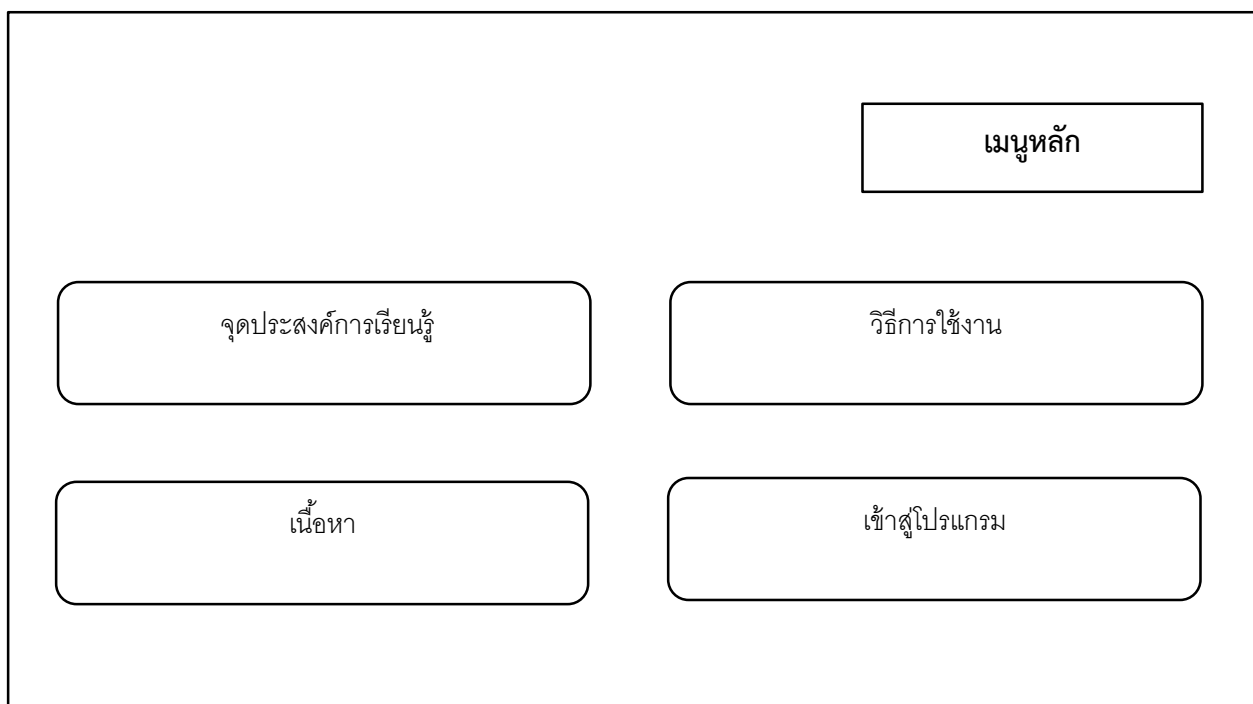 เมนูหลัก
จุดประสงค์การเรียนรู้
วิธีการใช้งาน
เนื้อหา
เข้าสู่โปรแกรม